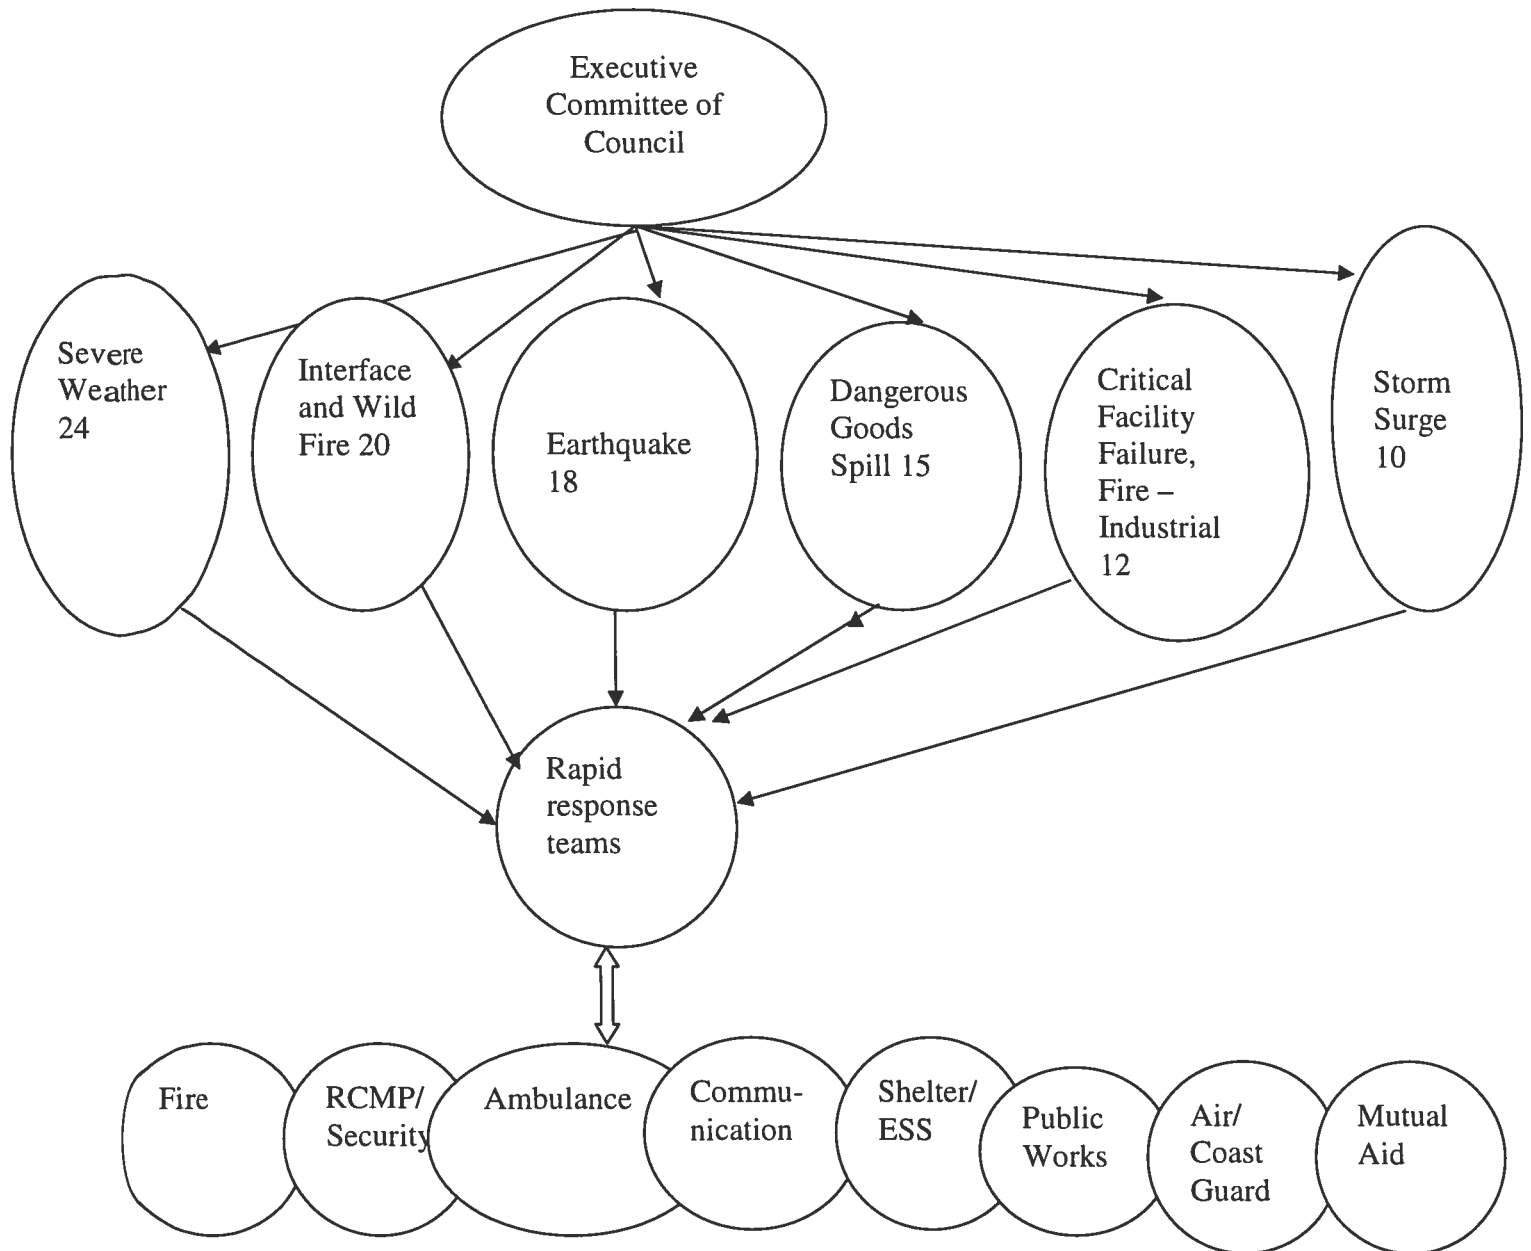 Executive
Committee of
Council
Severe
Weather
24
Interface
and Wild
Fire 20
Earthquake
18
Dangerous
Goods
Spill 15
Critical
Facility
Failure,
Fire –
Industrial
12
Storm
Surge
10
Rapid
response
teams
Fire
RCMP/
Security
Ambulance
Commu-
nication
Shelter/
ESS
Public
Works
Air/
Coast
Guard
Mutual
Aid